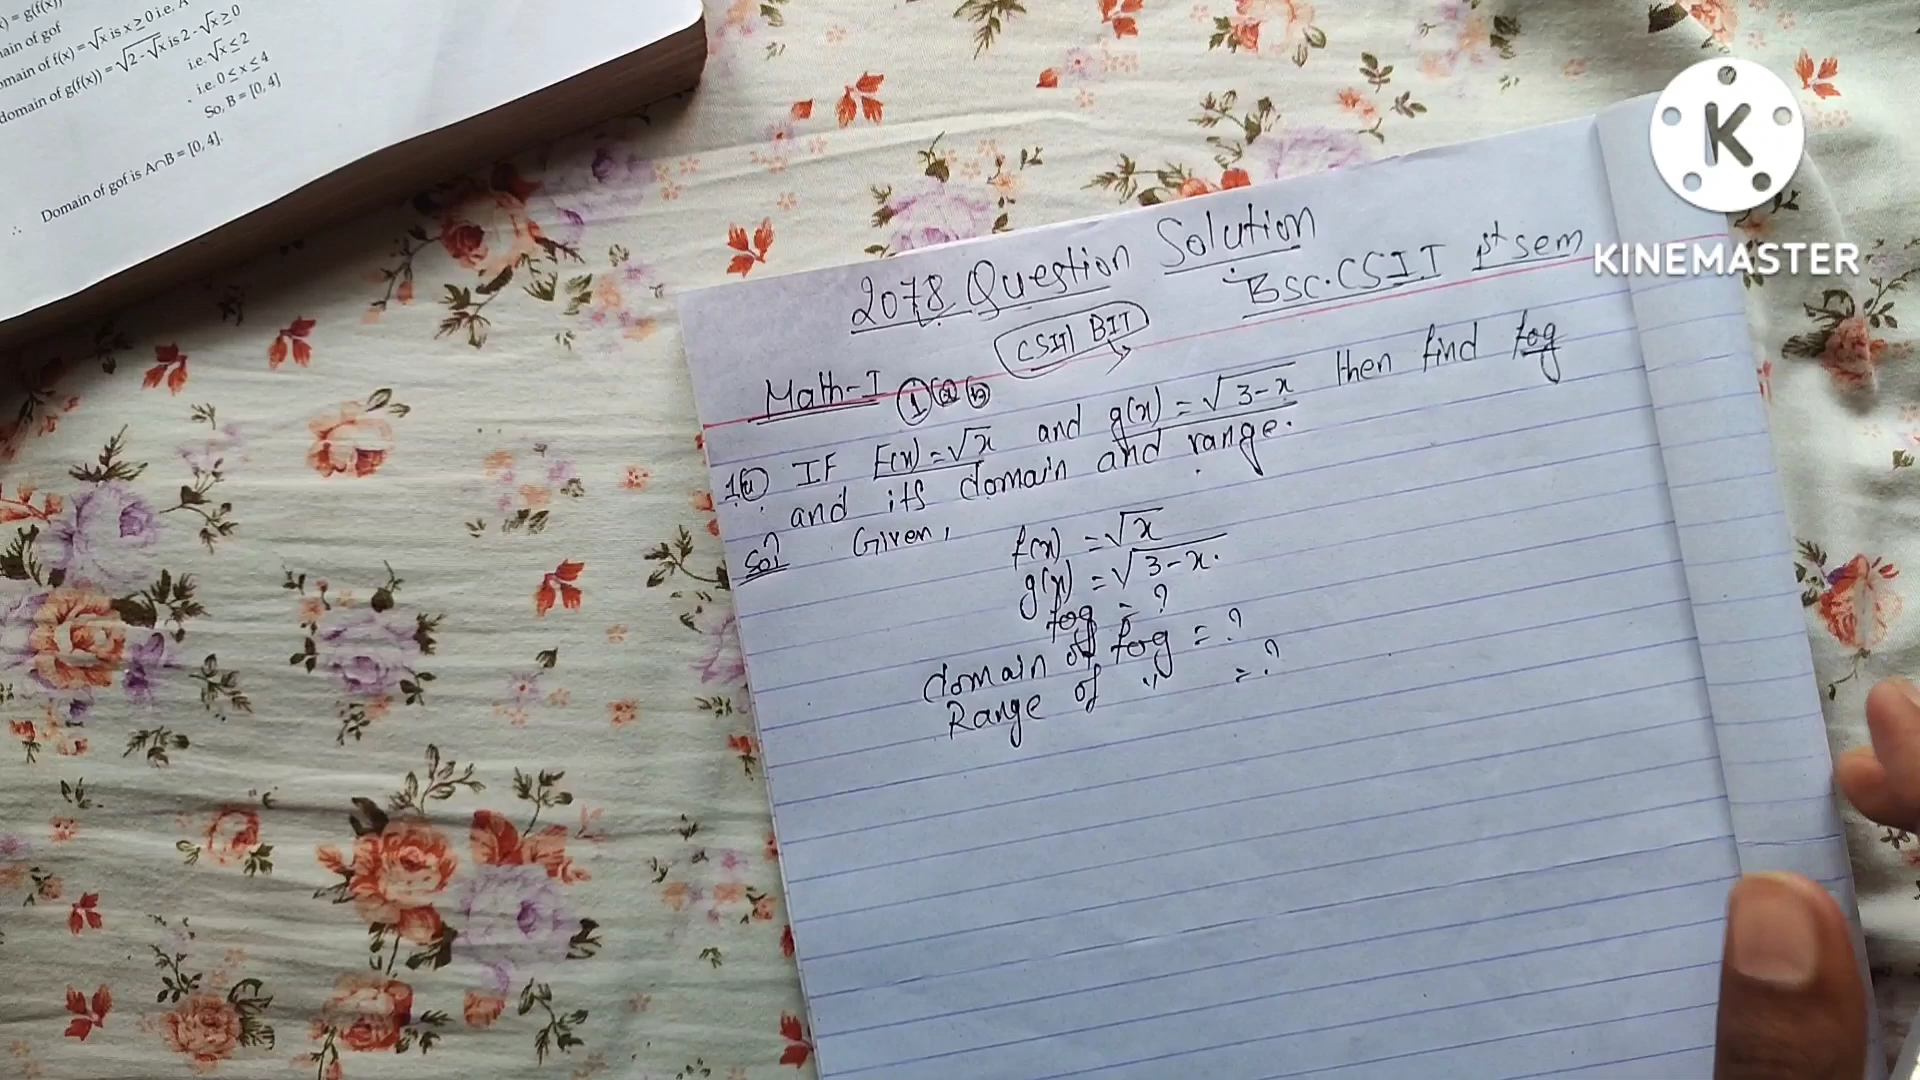 = g(f(x))
main of gof
omain of f(x) = √x is x ≥ 0 i.e. A
domain of g(f(x)) = √2-√x is 2 - √x ≥ 0
i.e. √x ≤ 2
i.e. 0 ≤ x ≤ 4
So, B = [0, 4]
∴ Domain of gof is A∩B = [0, 4].
K
KINEMASTER
2078 Question Solution
BSC.CSIT 1st sem
CSIT| BIT
Math-I ① ⓐ ⓑ
1ⓐ IF F(x) = √x and g(x) = √3-x then find fog
and its domain and range.
Soln Given,
f(x) = √x
g(x) = √3-x.
fog = ?
domain of fog = ?
Range of " = ?